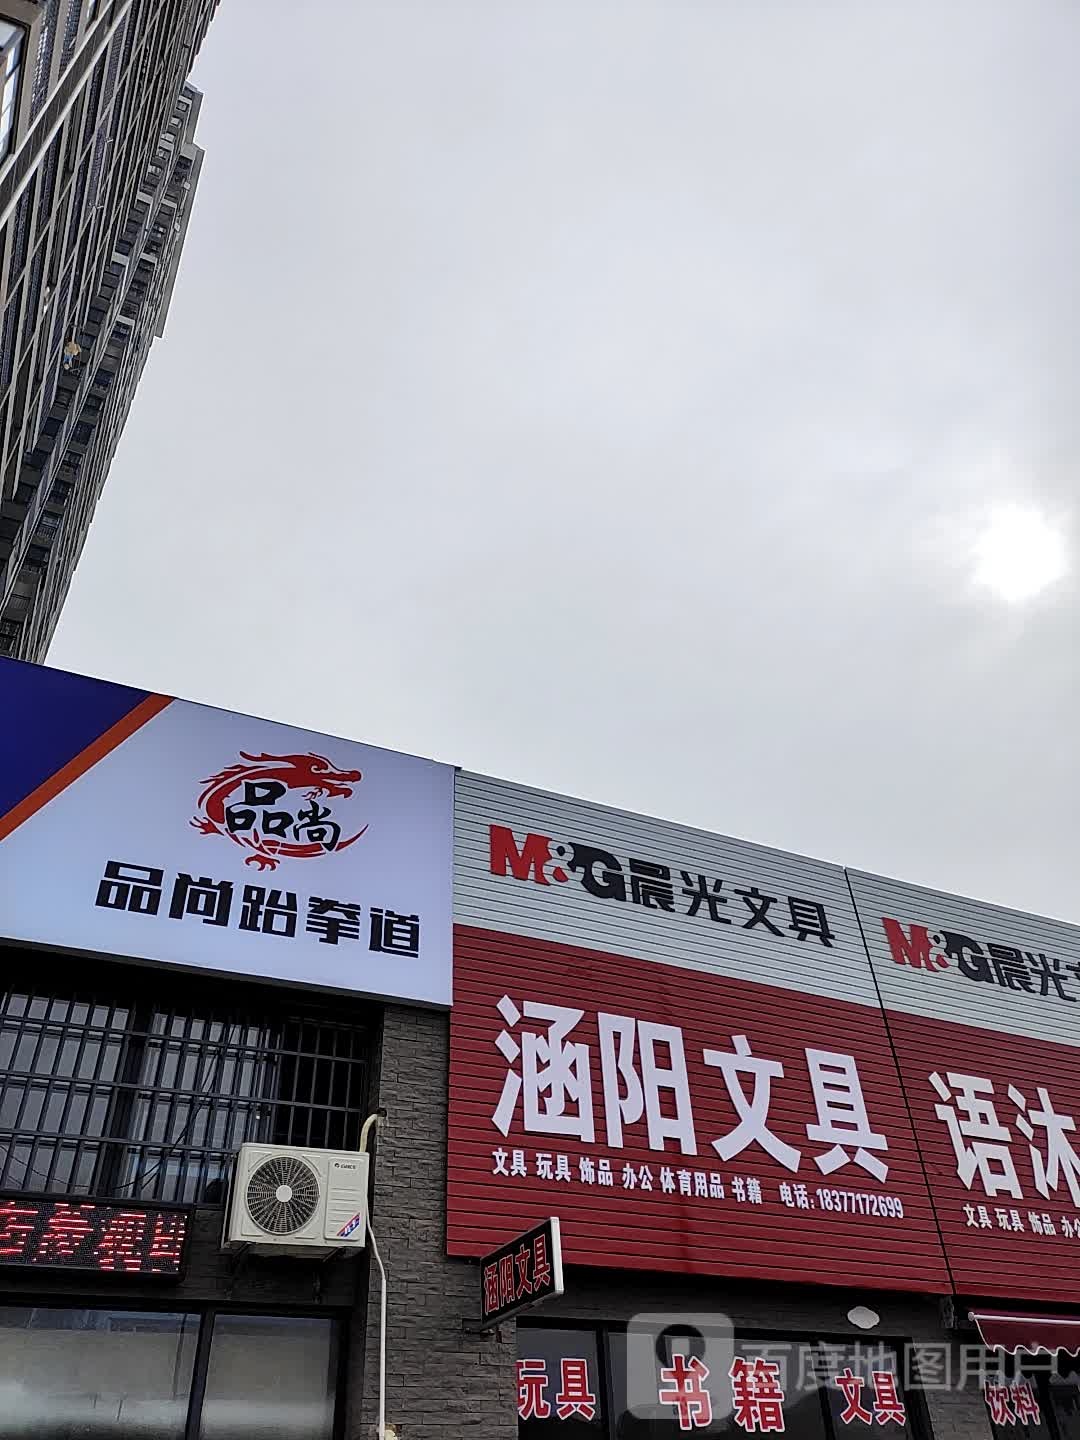 品尚
品尚跆拳道
M&G晨光文具
M&G晨光
涵阳文具
文具 玩具 饰品 办公 体育用品 书籍 电话:18377172699
语沐
文具 玩具 饰品 办
涵阳文具
玩具 书籍 文具 饮料
百度地图用户